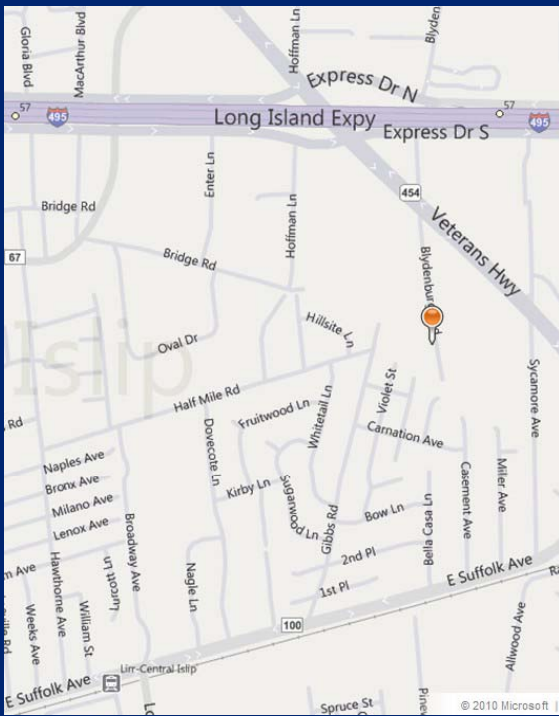 Gloria Blvd
MacArthur Blvd
Hoffman Ln
Blyden
Express Dr N
57
495
Long Island Expy
57
495
Express Dr S
Enter Ln
454
Bridge Rd
Hoffman Ln
Veterans Hwy
67
Bridge Rd
Blydenburg
Islip
Hillsite Ln
Oval Dr
Sycamore Ave
Violet St
Half Mile Rd
Whitetail Ln
Fruitwood Ln
Rd
Carnation Ave
Dovecote Ln
Naples Ave
Bronx Ave
Kirby Ln
Sugarwood Ln
Casement Ave
Miler Ave
Milano Ave
Bella Casa Ln
Bow Ln
Lenox Ave
Gibbs Rd
Broadway Ave
2nd Pl
E Suffolk Ave
m Ave
Hawthorne Ave
Lucott Ln
Nagle Ln
1st Pl
Weeks Ave
William St
100
Allwood Ave
Lirr-Central Islip
E Suffolk Ave
Spruce St
© 2010 Microsoft